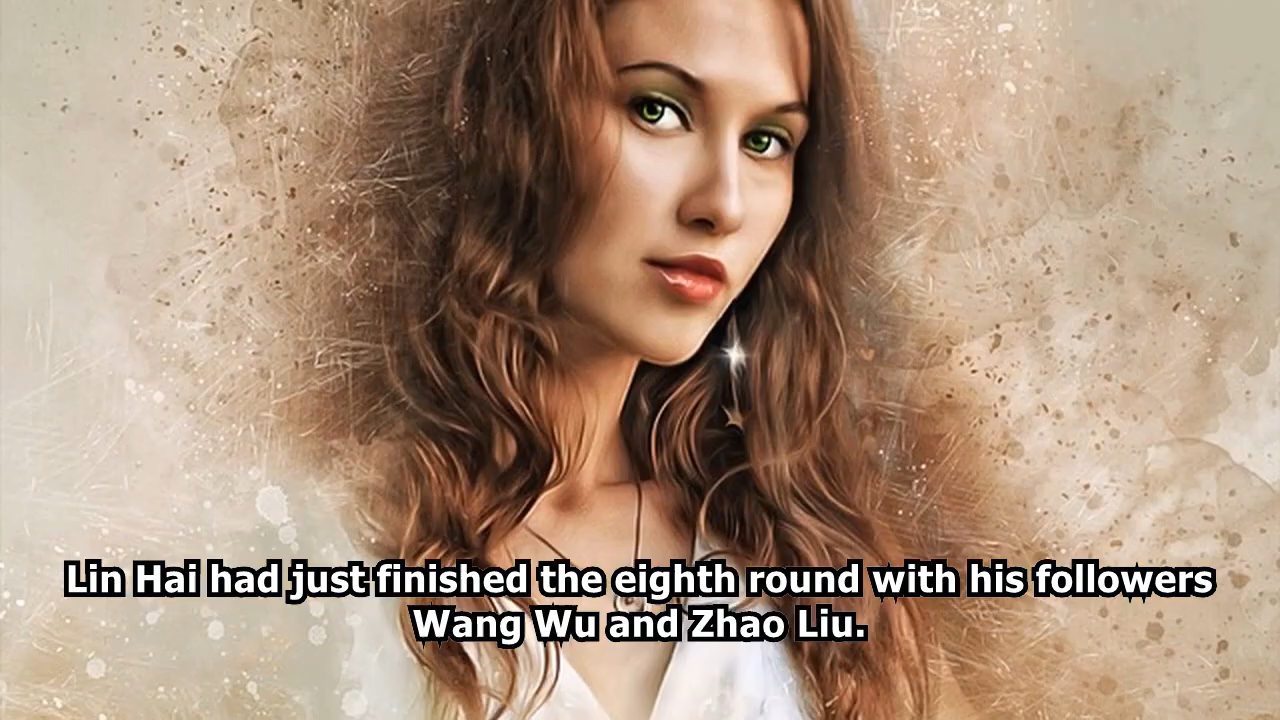 Lin Hai had just finished the eighth round with his followers
Wang Wu and Zhao Liu.